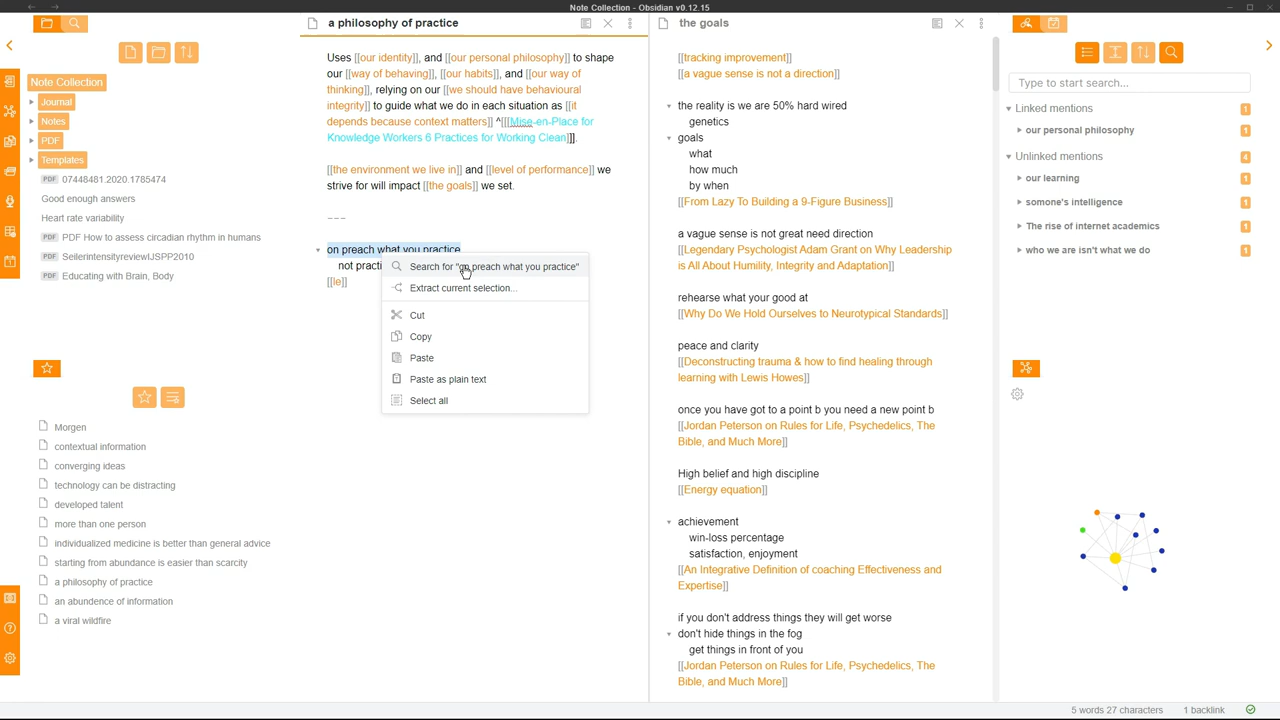 Note Collection - Obsidian v0.12.15
a philosophy of practice
the goals
Note Collection
Journal
Notes
PDF
Templates
PDF 07448481.2020.1785474
Good enough answers
Heart rate variability
PDF PDF How to assess circadian rhythm in humans
PDF SeilerintensityreviewIJSPP2010
PDF Educating with Brain, Body
Morgen
contextual information
converging ideas
technology can be distracting
developed talent
more than one person
individualized medicine is better than general advice
starting from abundance is easier than scarcity
a philosophy of practice
an abundence of information
a viral wildfire
Uses [[our identity]], and [[our personal philosophy]] to shape
our [[way of behaving]], [[our habits]], and [[our way of
thinking]], relying on our [[we should have behavioural
integrity]] to guide what we do in each situation as [[it
depends because context matters]] ^[[[Mise-en-Place for
Knowledge Workers 6 Practices for Working Clean]]].
[[the environment we live in]] and [[level of performance]] we
strive for will impact [[the goals]] we set.
---
on preach what you practice
not practi
[[le]]
Search for "on preach what you practice"
Extract current selection...
Cut
Copy
Paste
Paste as plain text
Select all
[[tracking improvement]]
[[a vague sense is not a direction]]
the reality is we are 50% hard wired
genetics
goals
what
how much
by when
[[From Lazy To Building a 9-Figure Business]]
a vague sense is not great need direction
[[Legendary Psychologist Adam Grant on Why Leadership
is All About Humility, Integrity and Adaptation]]
rehearse what your good at
[[Why Do We Hold Ourselves to Neurotypical Standards]]
peace and clarity
[[Deconstructing trauma & how to find healing through
learning with Lewis Howes]]
once you have got to a point b you need a new point b
[[Jordan Peterson on Rules for Life, Psychedelics, The
Bible, and Much More]]
High belief and high discipline
[[Energy equation]]
achievement
win-loss percentage
satisfaction, enjoyment
[[An Integrative Definition of coaching Effectiveness and
Expertise]]
if you don't address things they will get worse
don't hide things in the fog
get things in front of you
[[Jordan Peterson on Rules for Life, Psychedelics, The
Bible, and Much More]]
Type to start search...
Linked mentions 1
our personal philosophy 1
Unlinked mentions 4
our learning 1
somone's intelligence 1
The rise of internet academics 1
who we are isn't what we do 1
5 words 27 characters 1 backlink